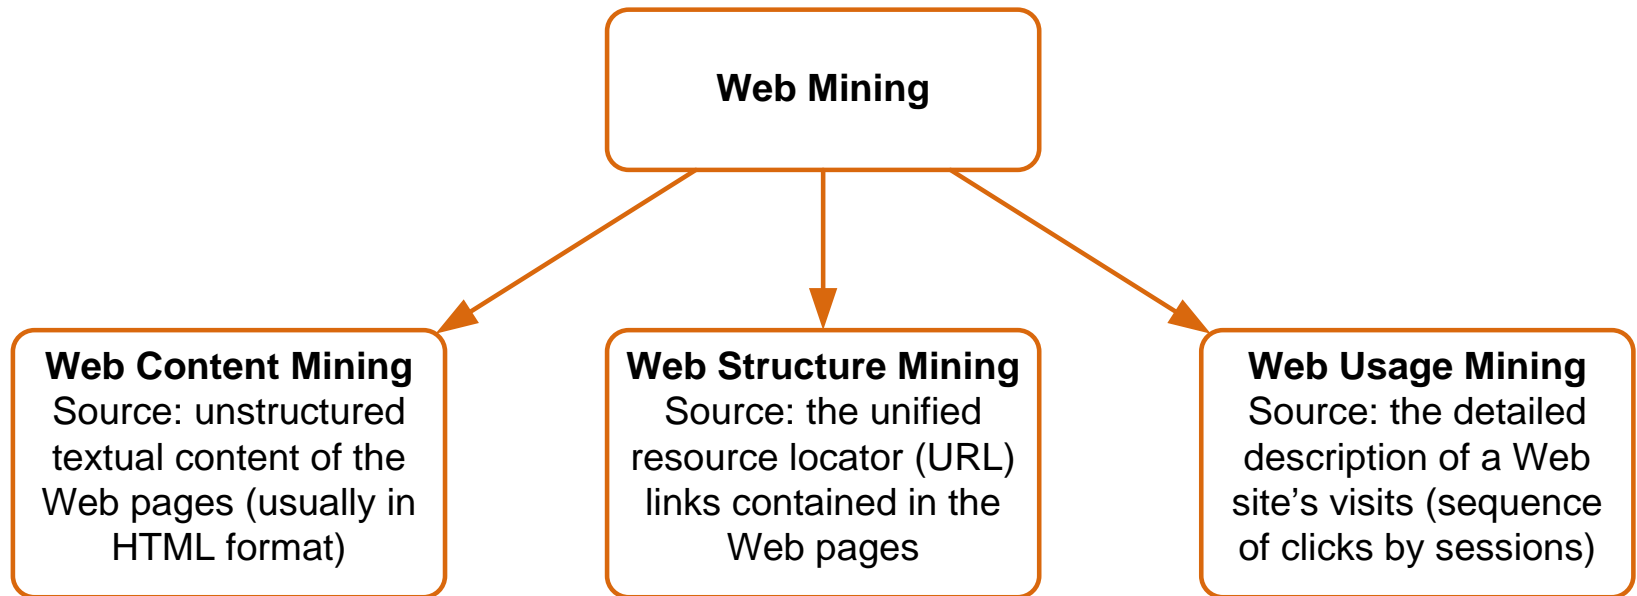 Web Mining
Web Content Mining
Source: unstructured
textual content of the
Web pages (usually in
HTML format)
Web Structure Mining
Source: the unified
resource locator (URL)
links contained in the
Web pages
Web Usage Mining
Source: the detailed
description of a Web
site’s visits (sequence
of clicks by sessions)